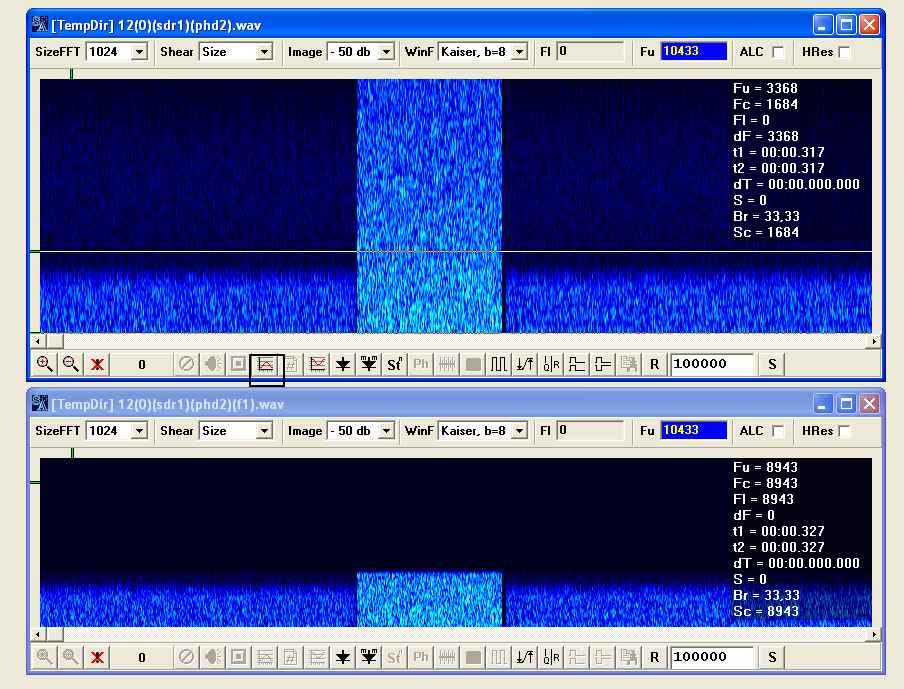 [TempDir] 12(0)(sdr1)(phd2).wav
SizeFFT 1024 Shear Size Image - 50 db WinF Kaiser, b=8 Fl 0 Fu 10433 ALC HRes
Fu = 3368
Fc = 1684
Fl = 0
dF = 3368
t1 = 00:00.317
t2 = 00:00.317
dT = 00:00.000.000
S = 0
Br = 33,33
Sc = 1684
0 Sf Ph R 100000 S
[TempDir] 12(0)(sdr1)(phd2)(f1).wav
SizeFFT 1024 Shear Size Image - 50 db WinF Kaiser, b=8 Fl 0 Fu 10433 ALC HRes
Fu = 8943
Fc = 8943
Fl = 8943
dF = 0
t1 = 00:00.327
t2 = 00:00.327
dT = 00:00.000.000
S = 0
Br = 33,33
Sc = 8943
0 Sf Ph R 100000 S